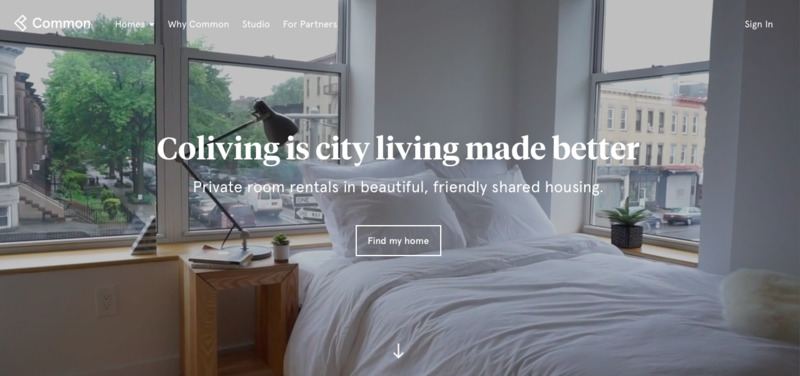 Common Homes Why Common Studio For Partners Sign In
Coliving is city living made better
Private room rentals in beautiful, friendly shared housing.
ONE
Find my home